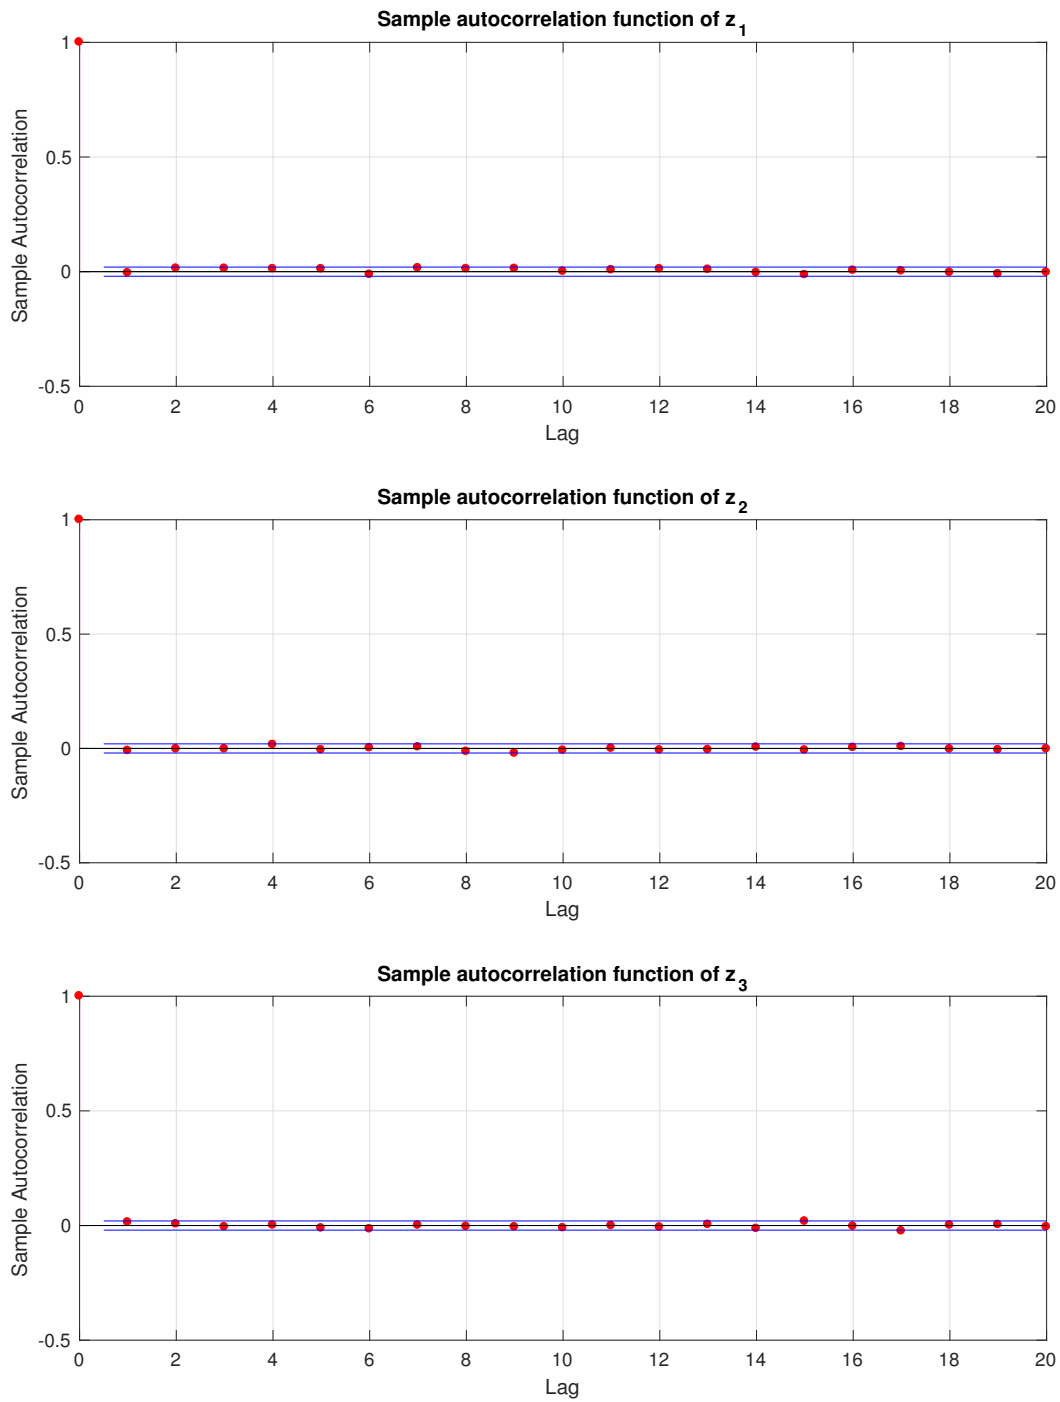 Sample autocorrelation function of z1
Sample Autocorrelation
1
0.5
0
-0.5
0 2 4 6 8 10 12 14 16 18 20
Lag
Sample autocorrelation function of z2
Sample Autocorrelation
1
0.5
0
-0.5
0 2 4 6 8 10 12 14 16 18 20
Lag
Sample autocorrelation function of z3
Sample Autocorrelation
1
0.5
0
-0.5
0 2 4 6 8 10 12 14 16 18 20
Lag